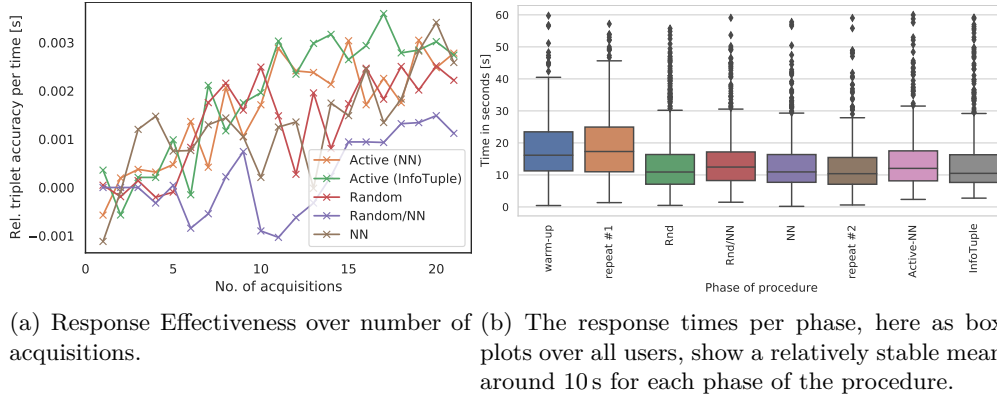 Rel. triplet accuracy per time [s]
0.003
0.002
0.001
0.000
−0.001
0
5
10
15
20
No. of acquisitions
Active (NN)
Active (InfoTuple)
Random
Random/NN
NN
Time in seconds [s]
60
50
40
30
20
10
0
warm-up
repeat #1
Rnd
Rnd/NN
NN
repeat #2
Active-NN
InfoTuple
Phase of procedure
(a) Response Effectiveness over number of
acquisitions.
(b) The response times per phase, here as box
plots over all users, show a relatively stable mean
around 10 s for each phase of the procedure.